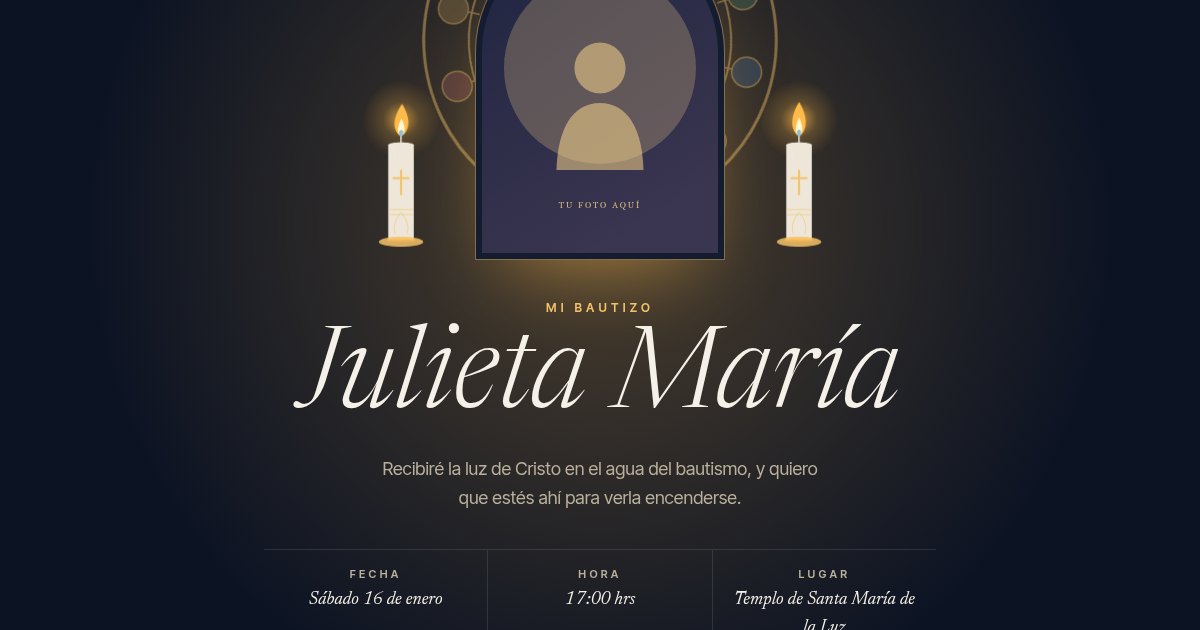 TU FOTO AQUÍ
MI BAUTIZO
Julieta María
Recibiré la luz de Cristo en el agua del bautismo, y quiero
que estés ahí para verla encenderse.
FECHA
Sábado 16 de enero
HORA
17:00 hrs
LUGAR
Templo de Santa María de
la Luz